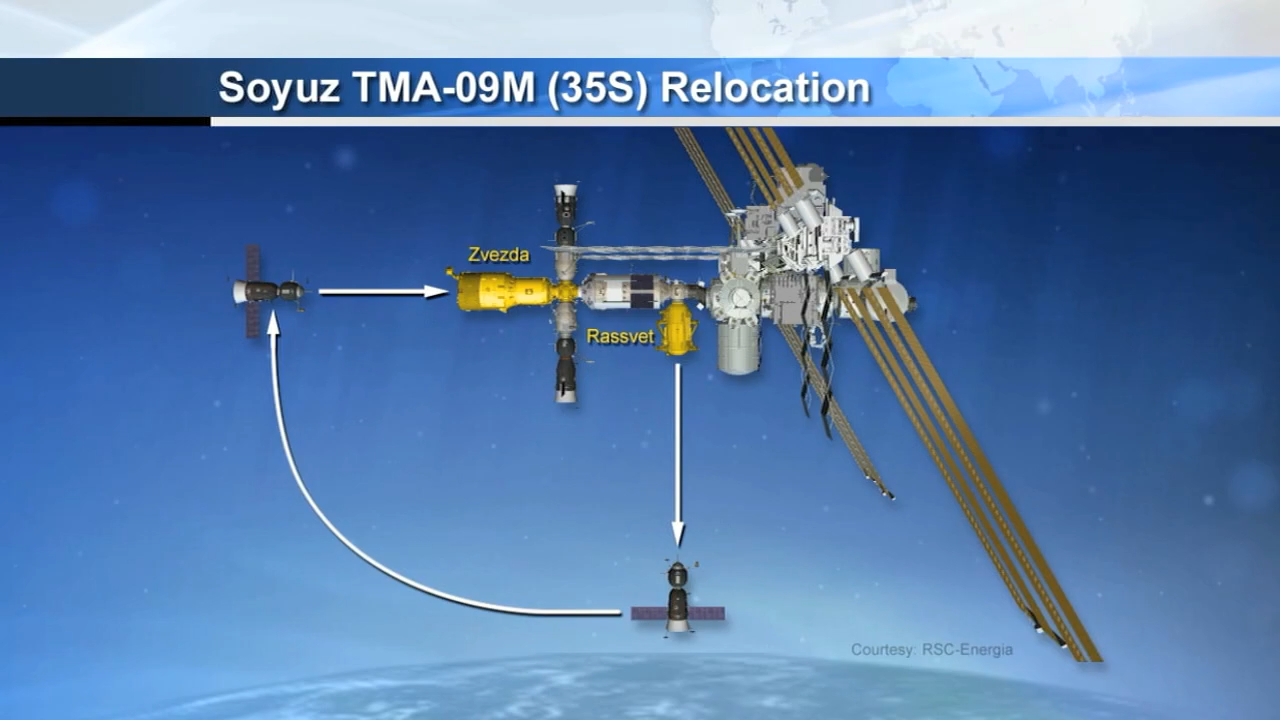 Soyuz TMA-09M (35S) Relocation
Zvezda
Rassvet
Courtesy: RSC-Energia